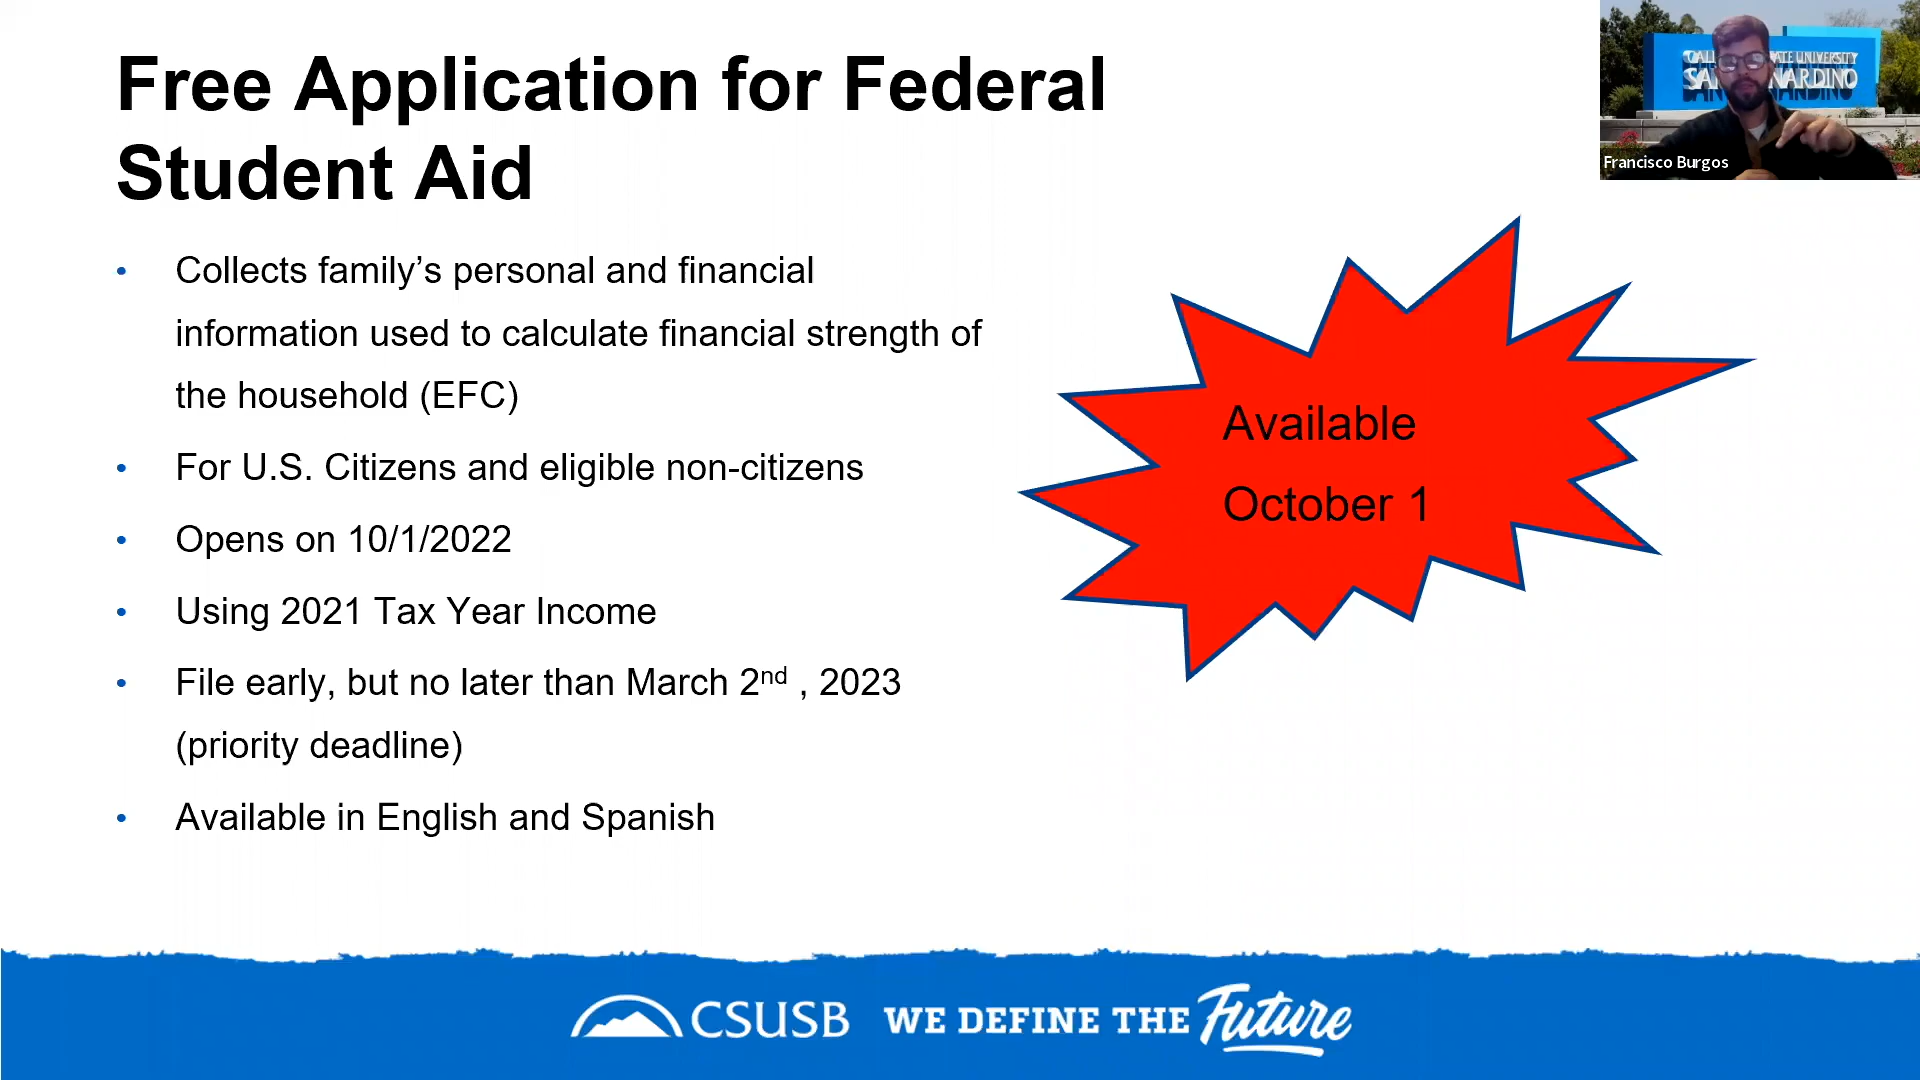 Free Application for Federal
Student Aid
• Collects family’s personal and financial
information used to calculate financial strength of
the household (EFC)
• For U.S. Citizens and eligible non-citizens
• Opens on 10/1/2022
• Using 2021 Tax Year Income
• File early, but no later than March 2nd , 2023
(priority deadline)
• Available in English and Spanish
Available
October 1
Francisco Burgos
CSUSB WE DEFINE THE Future